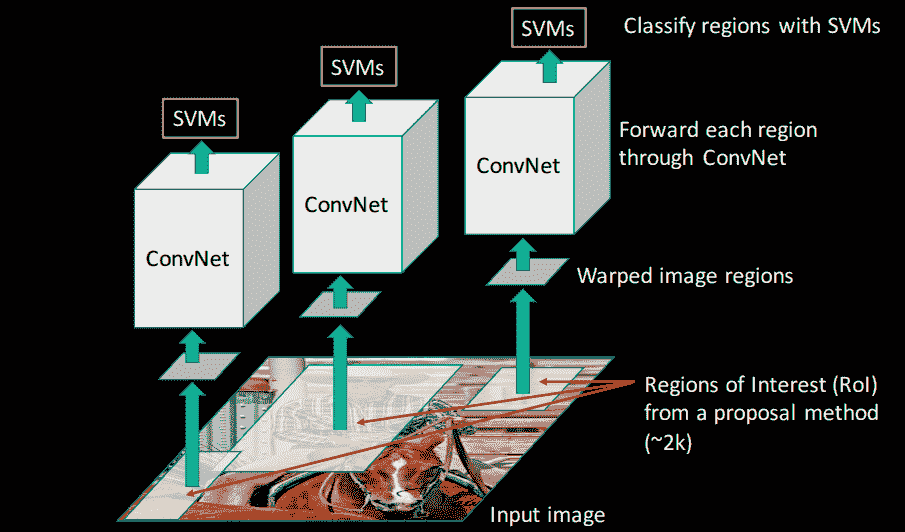 SVMs
Classify regions with SVMs
SVMs
SVMs
Forward each region
through ConvNet
ConvNet
ConvNet
ConvNet
Warped image regions
Regions of Interest (RoI)
from a proposal method
(~2k)
Input image